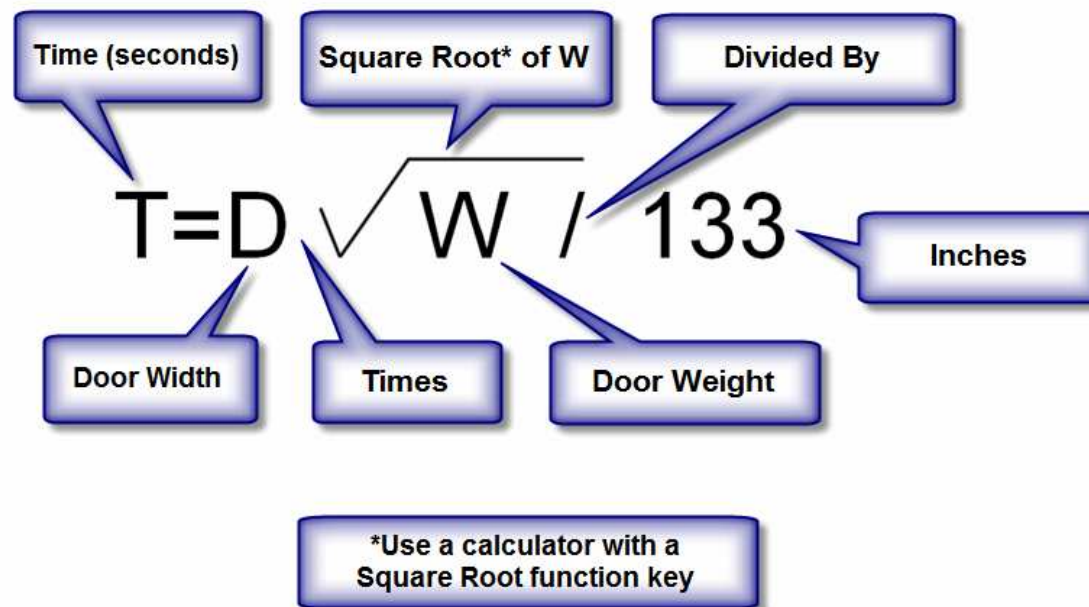 Time (seconds)
Square Root* of W
Divided By
T=D √ W / 133
Inches
Door Width
Times
Door Weight
*Use a calculator with a
Square Root function key